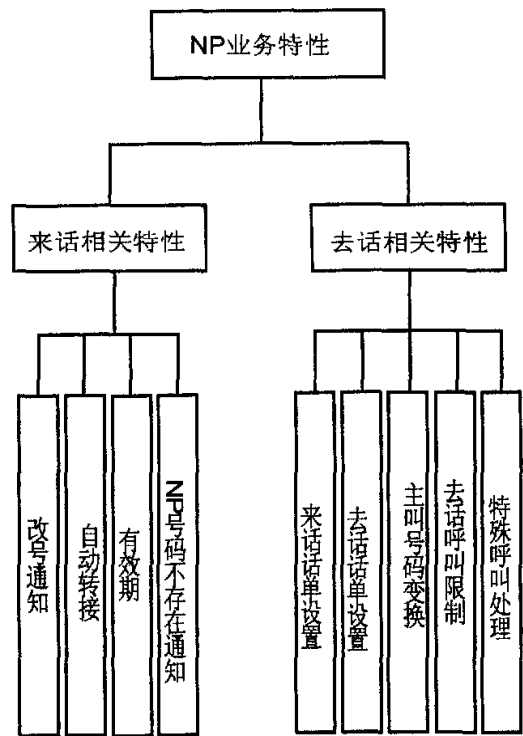 NP业务特性
来话相关特性
去话相关特性
改号通知
自动转接
有效期
NP号码不存在通知
来话话单设置
去话话单设置
主叫号码变换
去话呼叫限制
特殊呼叫处理